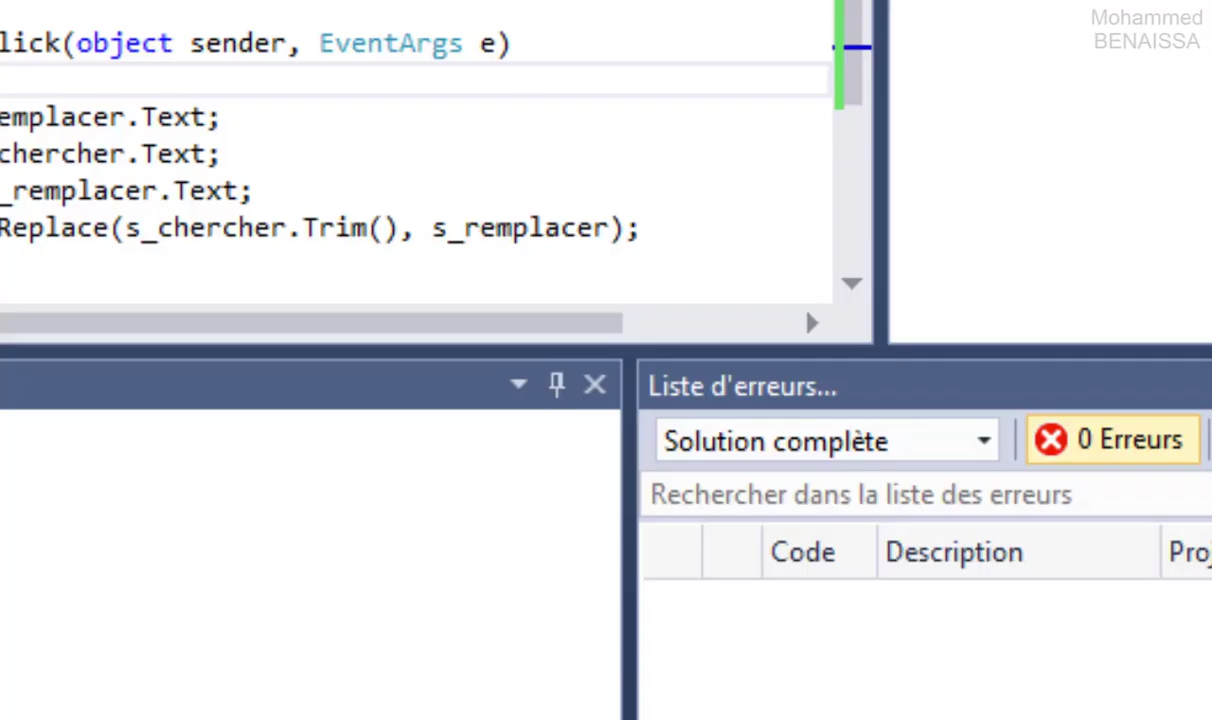 Mohammed
BENAISSA
lick(object sender, EventArgs e)
emplacer.Text;
chercher.Text;
_remplacer.Text;
Replace(s_chercher.Trim(), s_remplacer);
Liste d'erreurs...
Solution complète
0 Erreurs
Rechercher dans la liste des erreurs
Code Description Proj